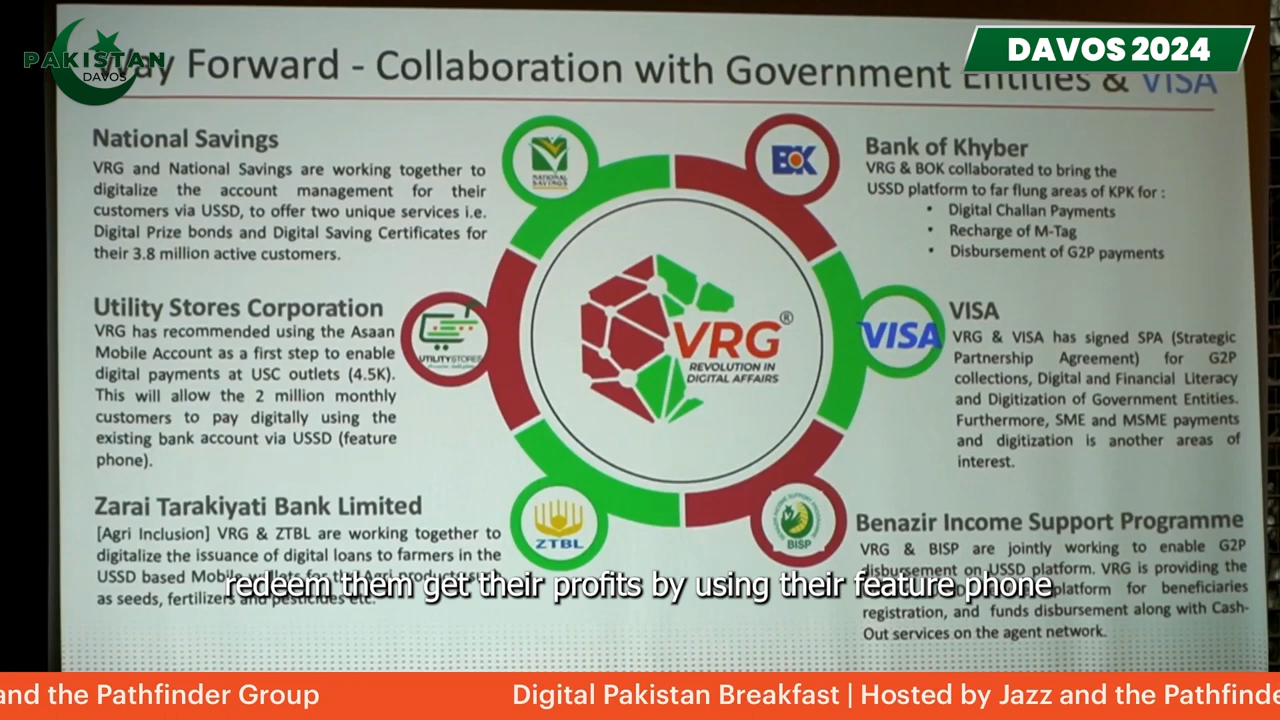 PAKISTAN
DAVOS
DAVOS 2024
Way Forward - Collaboration with Government Entities & VISA
National Savings
VRG and National Savings are working together to
digitalize the account management for their
customers via USSD, to offer two unique services i.e.
Digital Prize bonds and Digital Saving Certificates for
their 3.8 million active customers.
Utility Stores Corporation
VRG has recommended using the Asaan
Mobile Account as a first step to enable
digital payments at USC outlets (4.5K).
This will allow the 2 million monthly
customers to pay digitally using the
existing bank account via USSD (feature
phone).
Zarai Tarakiyati Bank Limited
[Agri Inclusion] VRG & ZTBL are working together to
digitalize the issuance of digital loans to farmers in the
USSD based
as seeds, fertilizers and pesticides etc.
NATIONAL
SAVINGS
BOK
UTILITY STORES
VISA
ZTBL
BISP
VRG®
REVOLUTION IN
DIGITAL AFFAIRS
Bank of Khyber
VRG & BOK collaborated to bring the
USSD platform to far flung areas of KPK for :
• Digital Challan Payments
• Recharge of M-Tag
• Disbursement of G2P payments
VISA
VRG & VISA has signed SPA (Strategic
Partnership Agreement) for G2P
collections, Digital and Financial Literacy
and Digitization of Government Entities.
Furthermore, SME and MSME payments
and digitization is another areas of
interest.
Benazir Income Support Programme
VRG & BISP are jointly working to enable G2P
disbursement on USSD platform. VRG is providing the
platform for beneficiaries
registration, and funds disbursement along with Cash-
Out services on the agent network.
redeem them get their profits by using their feature phone
and the Pathfinder Group
Digital Pakistan Breakfast | Hosted by Jazz and the Pathfinde